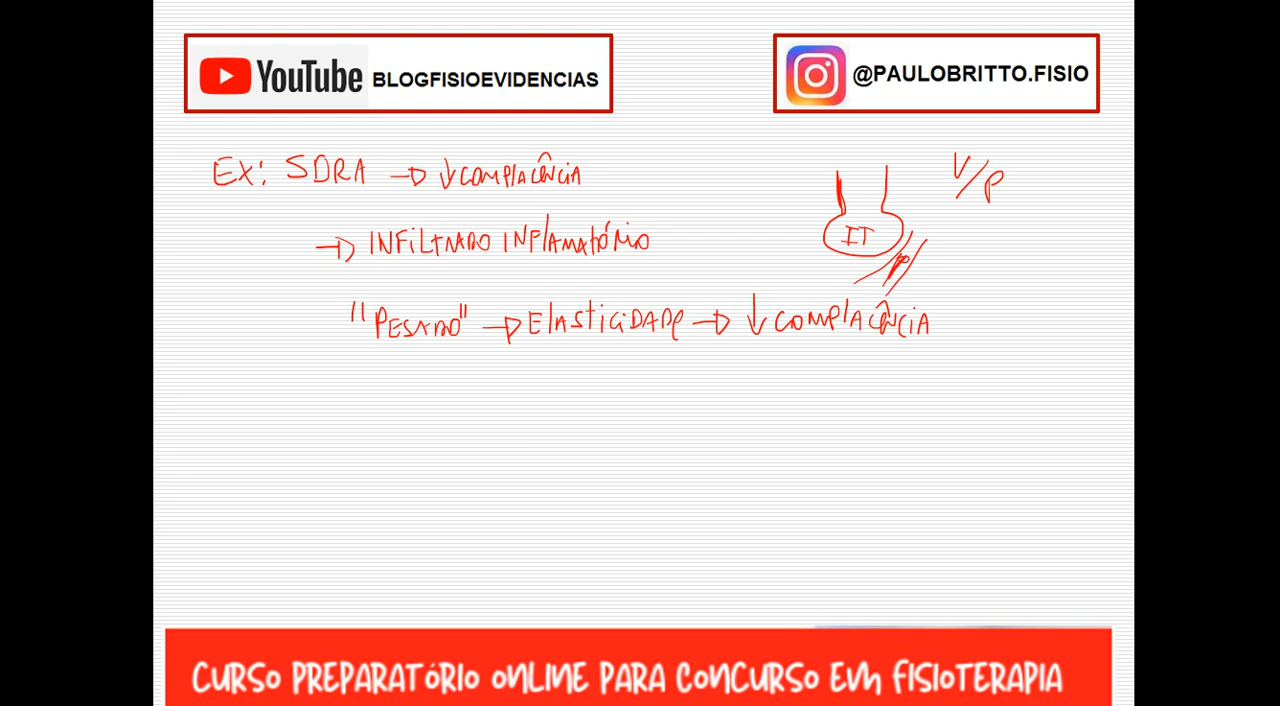 YouTube BLOGFISIOEVIDENCIAS
@PAULOBRITTO.FISIO
EX: SDRA → ↓ COMPLACÊNCIA
V/P
→ INFILTRADO INFLAMATÓRIO
IT
"PESADO" → ELASTICIDADE → ↓ COMPLACÊNCIA
CURSO PREPARATÓRIO ONLINE PARA CONCURSO EM FISIOTERAPIA